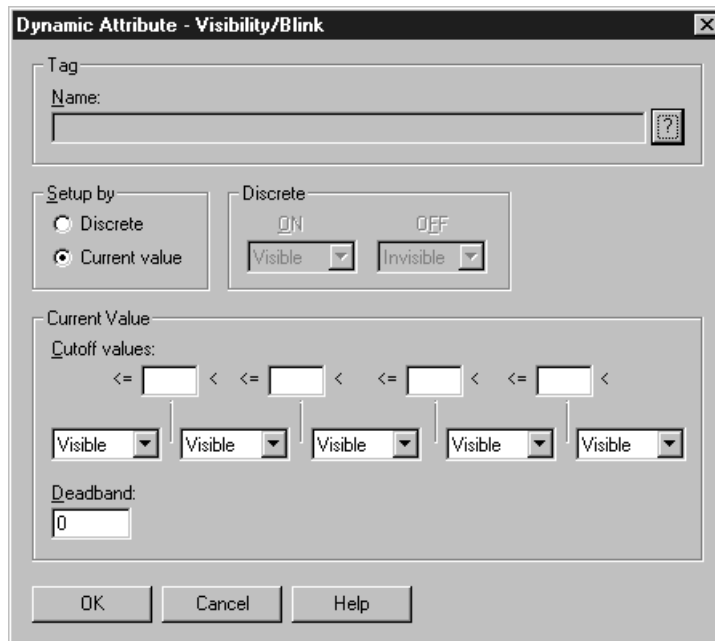 Dynamic Attribute - Visibility/Blink
Tag
Name:
?
Setup by
Discrete
Current value
Discrete
ON OFF
Visible Invisible
Current Value
Cutoff values:
<= < <= < <= < <= <
Visible Visible Visible Visible Visible
Deadband:
0
OK Cancel Help